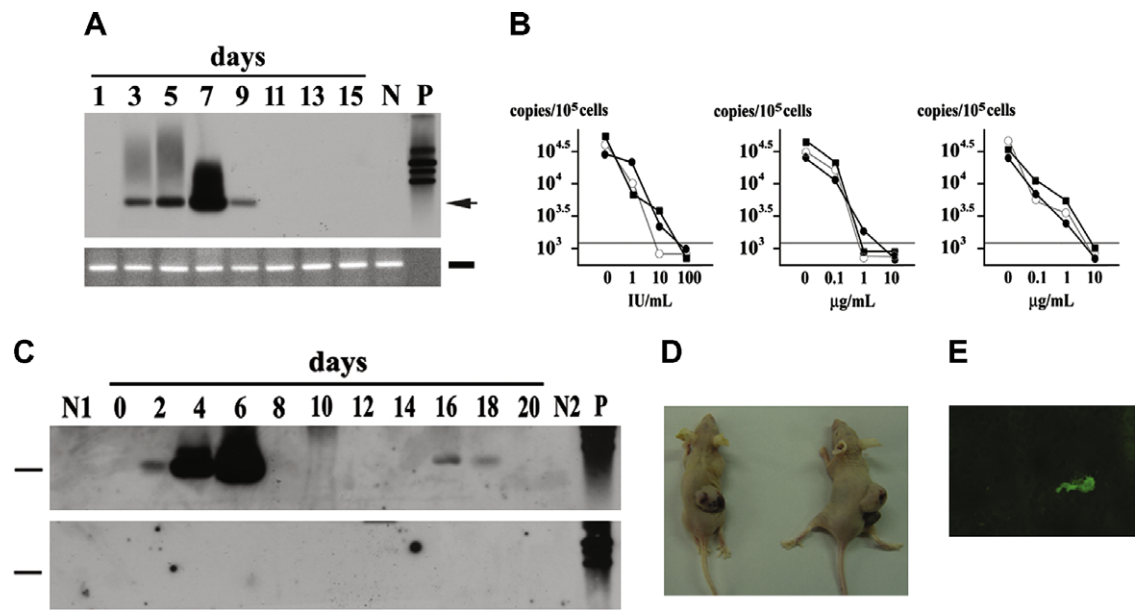 A
days
1 3 5 7 9 11 13 15 N P
B
copies/10⁵cells copies/10⁵cells copies/10⁵cells
10⁴·⁵ 10⁴·⁵ 10⁴·⁵
10⁴ 10⁴ 10⁴
10³·⁵ 10³·⁵ 10³·⁵
10³ 10³ 10³
0 1 10 100 0 0.1 1 10 0 0.1 1 10
IU/mL µg/mL µg/mL
C
days
N1 0 2 4 6 8 10 12 14 16 18 20 N2 P
D
E